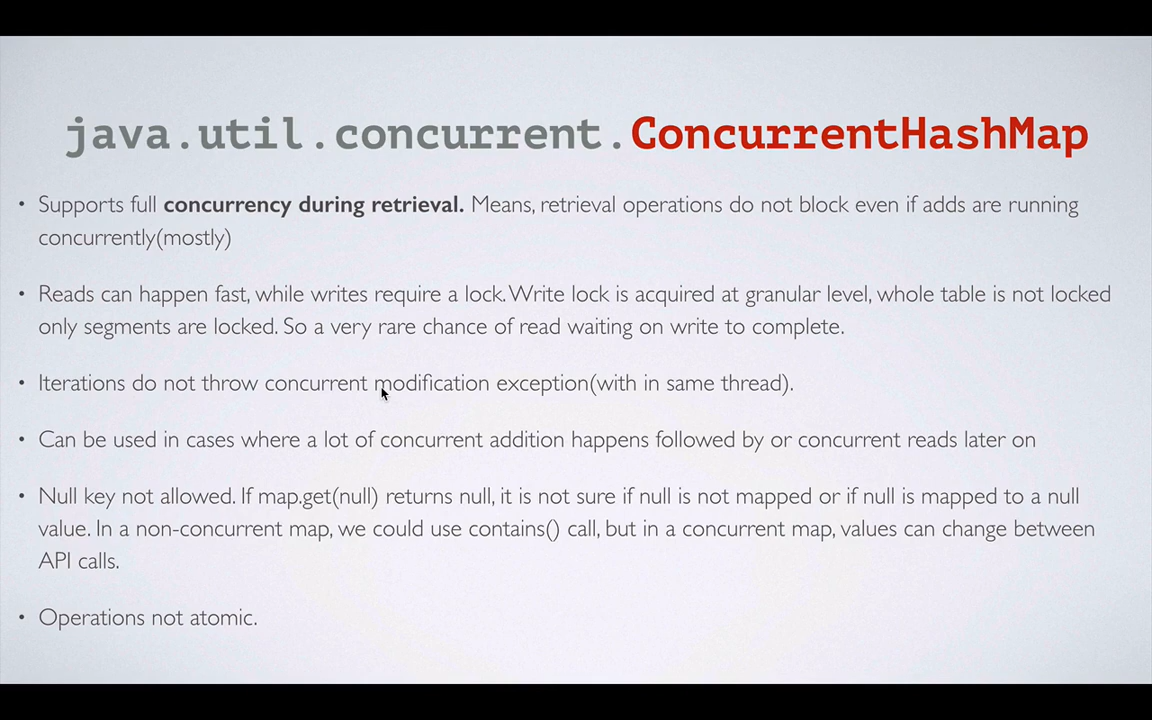 java.util.concurrent.ConcurrentHashMap
• Supports full concurrency during retrieval. Means, retrieval operations do not block even if adds are running
concurrently(mostly)
• Reads can happen fast, while writes require a lock. Write lock is acquired at granular level, whole table is not locked
only segments are locked. So a very rare chance of read waiting on write to complete.
• Iterations do not throw concurrent modification exception(with in same thread).
• Can be used in cases where a lot of concurrent addition happens followed by or concurrent reads later on
• Null key not allowed. If map.get(null) returns null, it is not sure if null is not mapped or if null is mapped to a null
value. In a non-concurrent map, we could use contains() call, but in a concurrent map, values can change between
API calls.
• Operations not atomic.